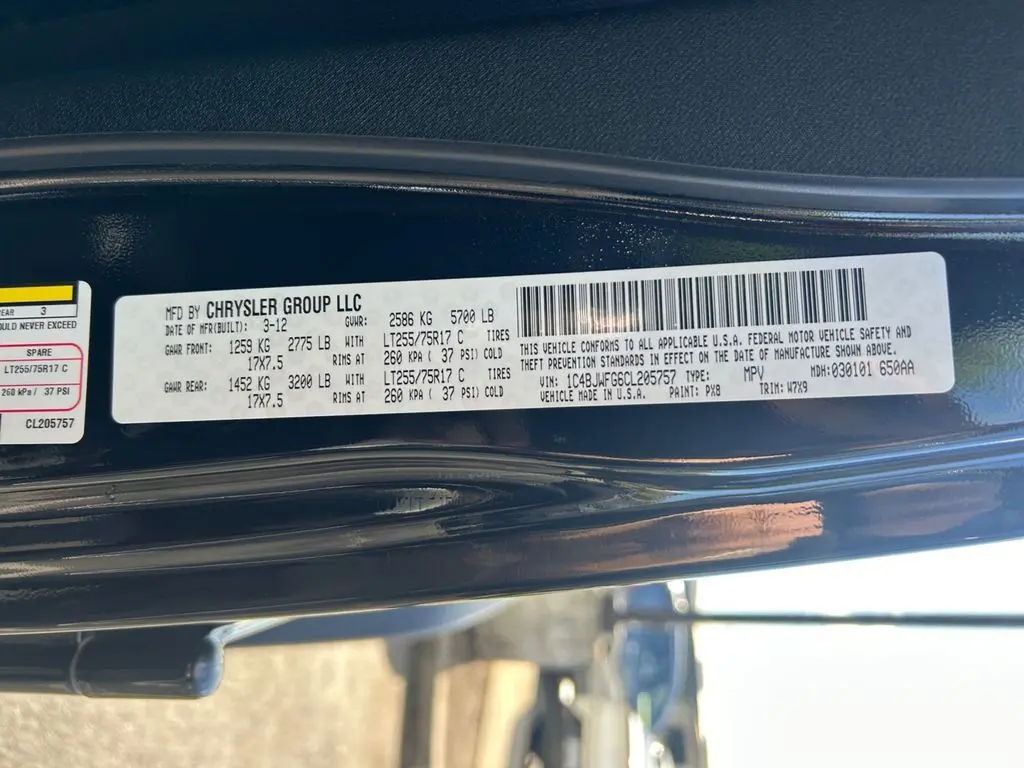 EAR 3
OULD NEVER EXCEED
SPARE
LT255/75R17 C
260 kPa / 37 PSI
CL205757
MFD BY CHRYSLER GROUP LLC
DATE OF MFR(BUILT): 3-12 GVWR: 2586 KG 5700 LB
GAWR FRONT: 1259 KG 2775 LB WITH LT255/75R17 C TIRES
17X7.5 RIMS AT 260 KPA ( 37 PSI) COLD
GAWR REAR: 1452 KG 3200 LB WITH LT255/75R17 C TIRES
17X7.5 RIMS AT 260 KPA ( 37 PSI) COLD
THIS VEHICLE CONFORMS TO ALL APPLICABLE U.S.A. FEDERAL MOTOR VEHICLE SAFETY AND
THEFT PREVENTION STANDARDS IN EFFECT ON THE DATE OF MANUFACTURE SHOWN ABOVE.
VIN: 1C4BJWFG6CL205757 TYPE: MPV MDH: 030101 650AA
VEHICLE MADE IN U.S.A. PAINT: PX8 TRIM: W7X9